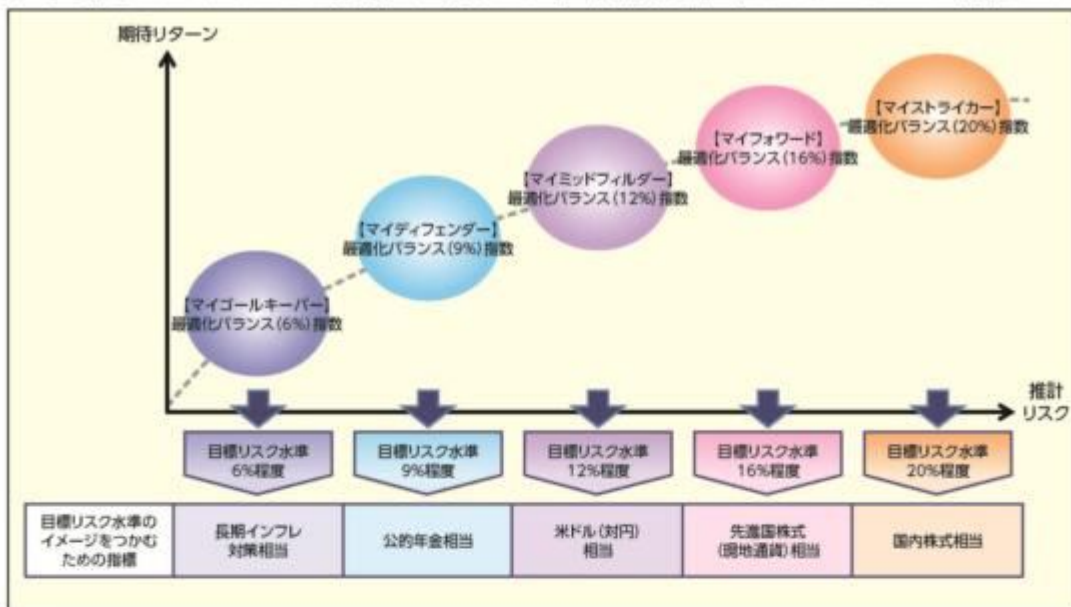 期待リターン
【マイストライカー】
最適化バランス(20%)指数
【マイフォワード】
最適化バランス(16%)指数
【マイミッドフィルダー】
最適化バランス(12%)指数
【マイディフェンダー】
最適化バランス(9%)指数
【マイゴールキーパー】
最適化バランス(6%)指数
推計
リスク
目標リスク水準
6%程度
目標リスク水準
9%程度
目標リスク水準
12%程度
目標リスク水準
16%程度
目標リスク水準
20%程度
目標リスク水準の
イメージをつかむ
ための指標
長期インフレ
対策相当
公的年金相当
米ドル(対円)
相当
先進国株式
(現地通貨)相当
国内株式相当